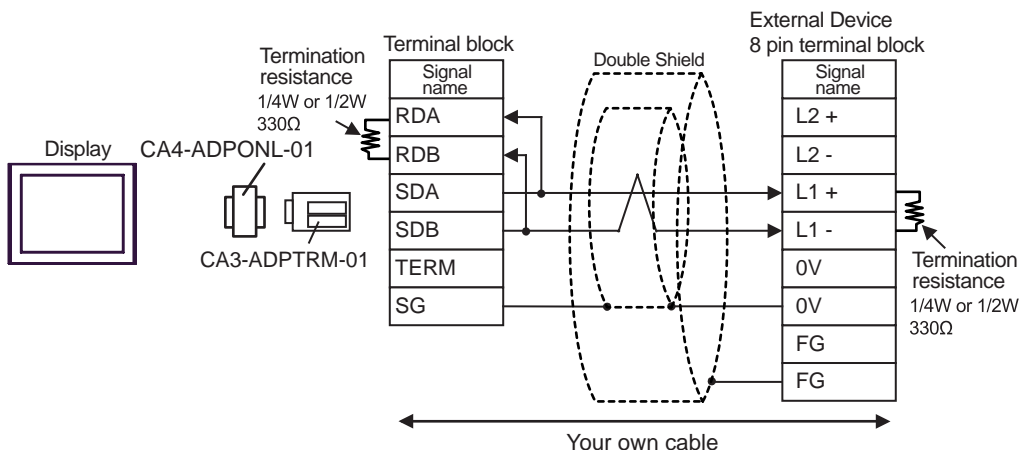 External Device
8 pin terminal block
Terminal block
Double Shield
Termination
resistance
1/4W or 1/2W
330Ω
Signal
name
Signal
name
RDA
L2 +
Display
CA4-ADPONL-01
RDB
L2 -
SDA
L1 +
SDB
L1 -
CA3-ADPTRM-01
TERM
0V
Termination
resistance
1/4W or 1/2W
330Ω
SG
0V
FG
FG
Your own cable